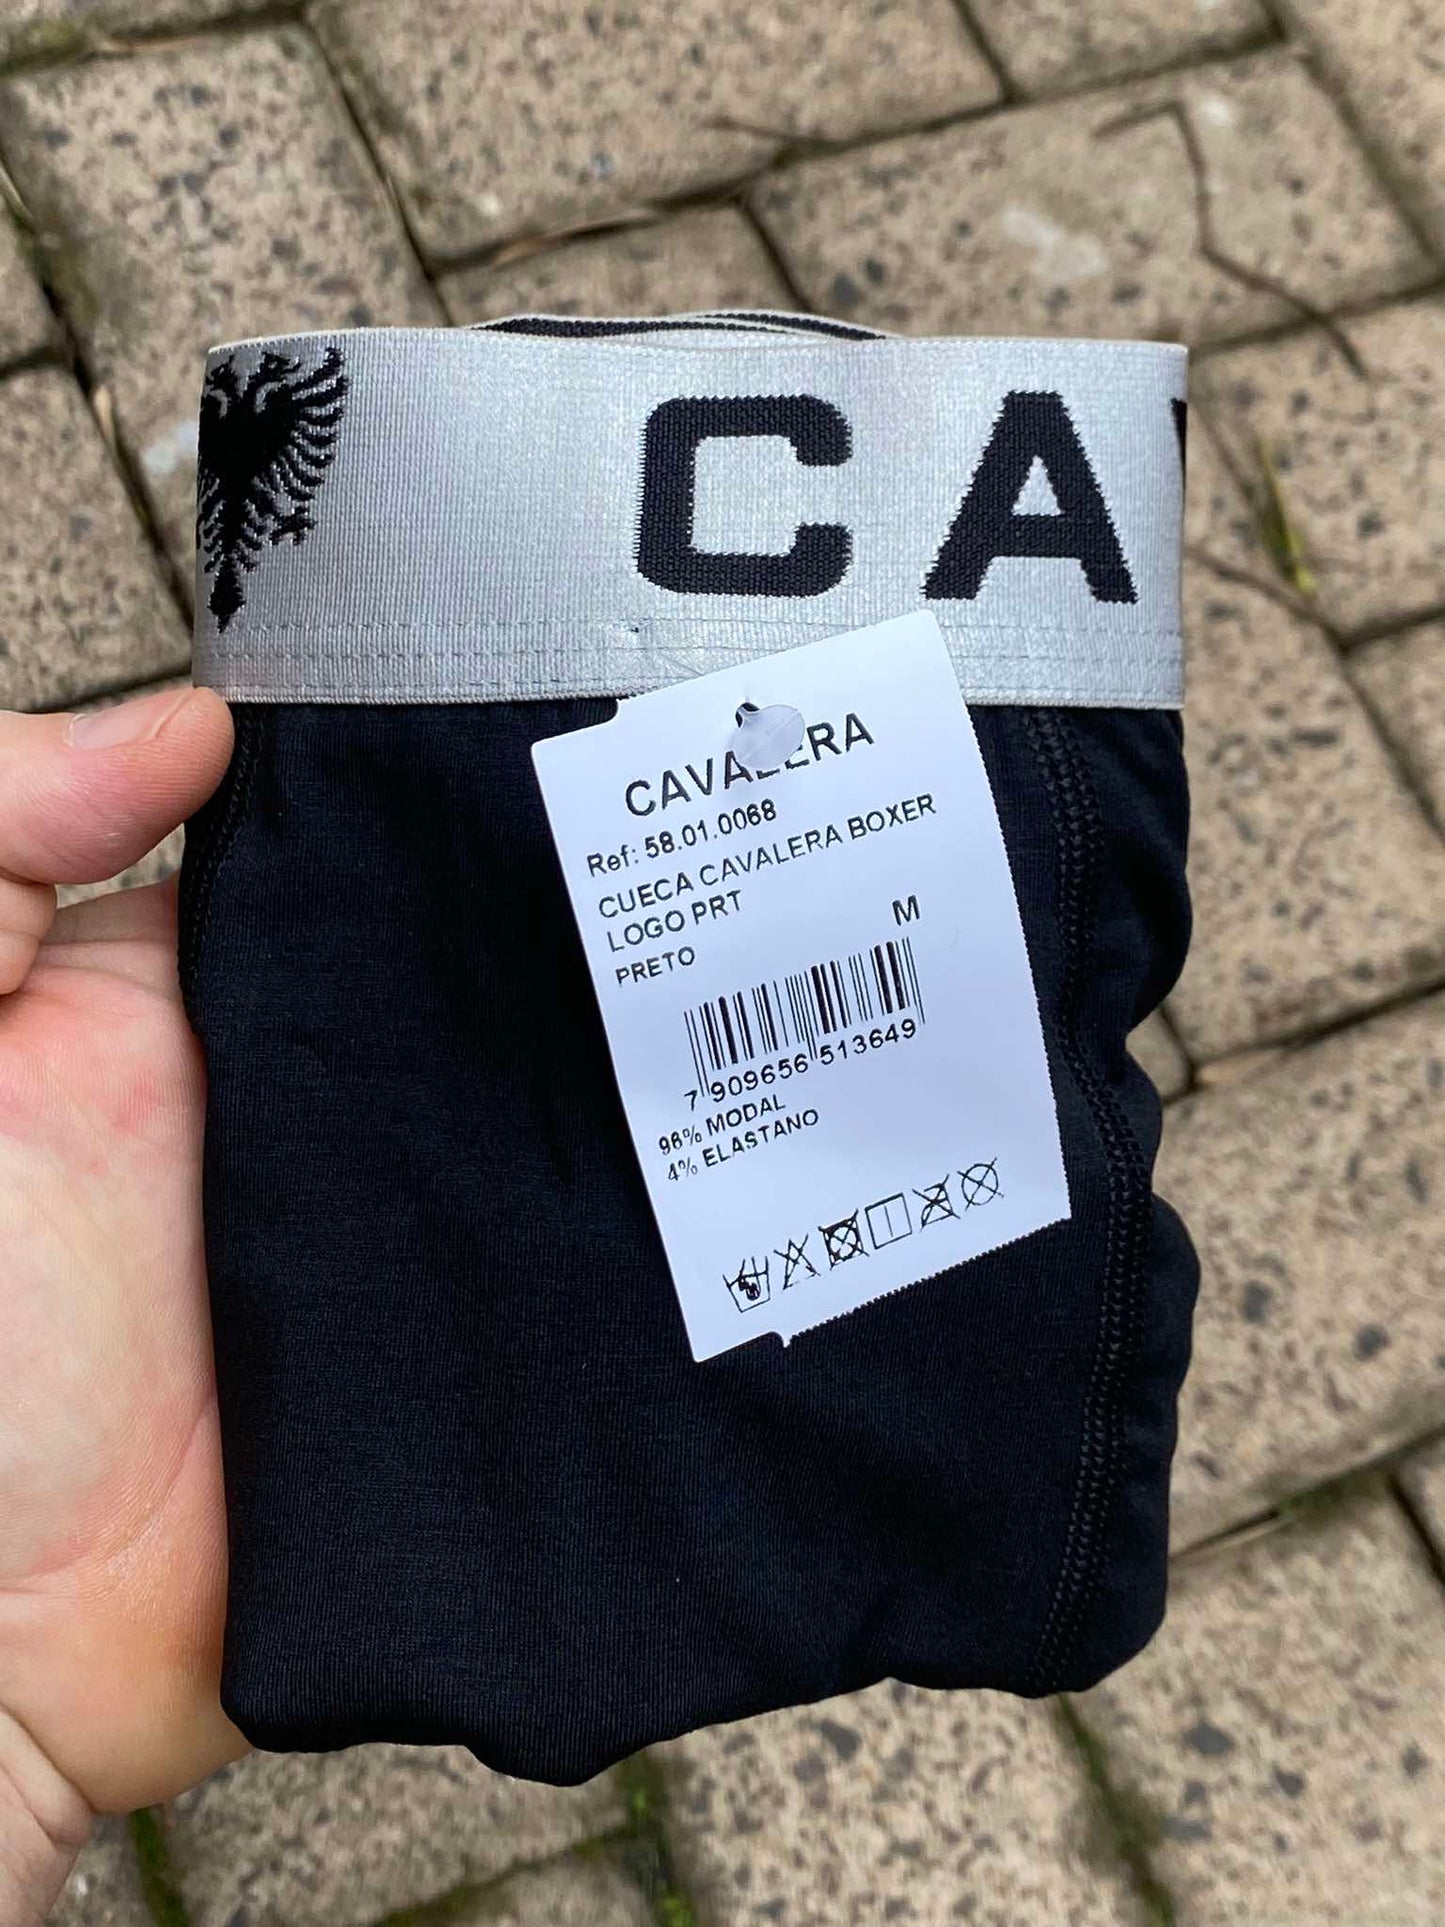 CA
CAVALERA
Ref: 58.01.0068
CUECA CAVALERA BOXER
LOGO PRT
M
PRETO
7 909656 513649
96% MODAL
4% ELASTANO